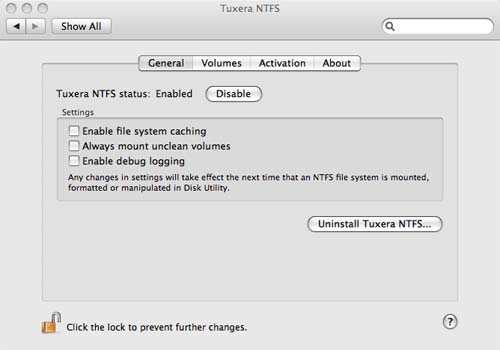 Tuxera NTFS
Show All
General Volumes Activation About
Tuxera NTFS status: Enabled Disable
Settings
Enable file system caching
Always mount unclean volumes
Enable debug logging
Any changes in settings will take effect the next time that an NTFS file system is mounted,
formatted or manipulated in Disk Utility.
Uninstall Tuxera NTFS...
Click the lock to prevent further changes.
?